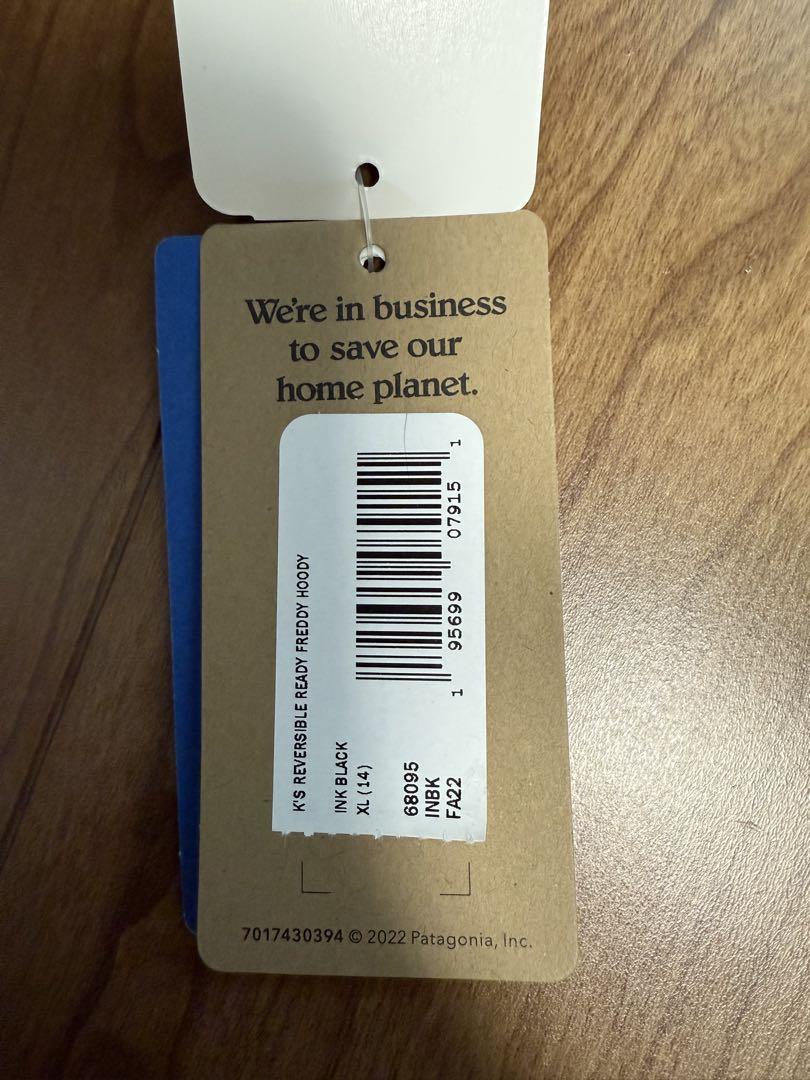 We're in business
to save our
home planet.
K'S REVERSIBLE READY FREDDY HOODY
INK BLACK
XL (14)
68095
INBK
FA22
1 95699 07915 1
7017430394 © 2022 Patagonia, Inc.